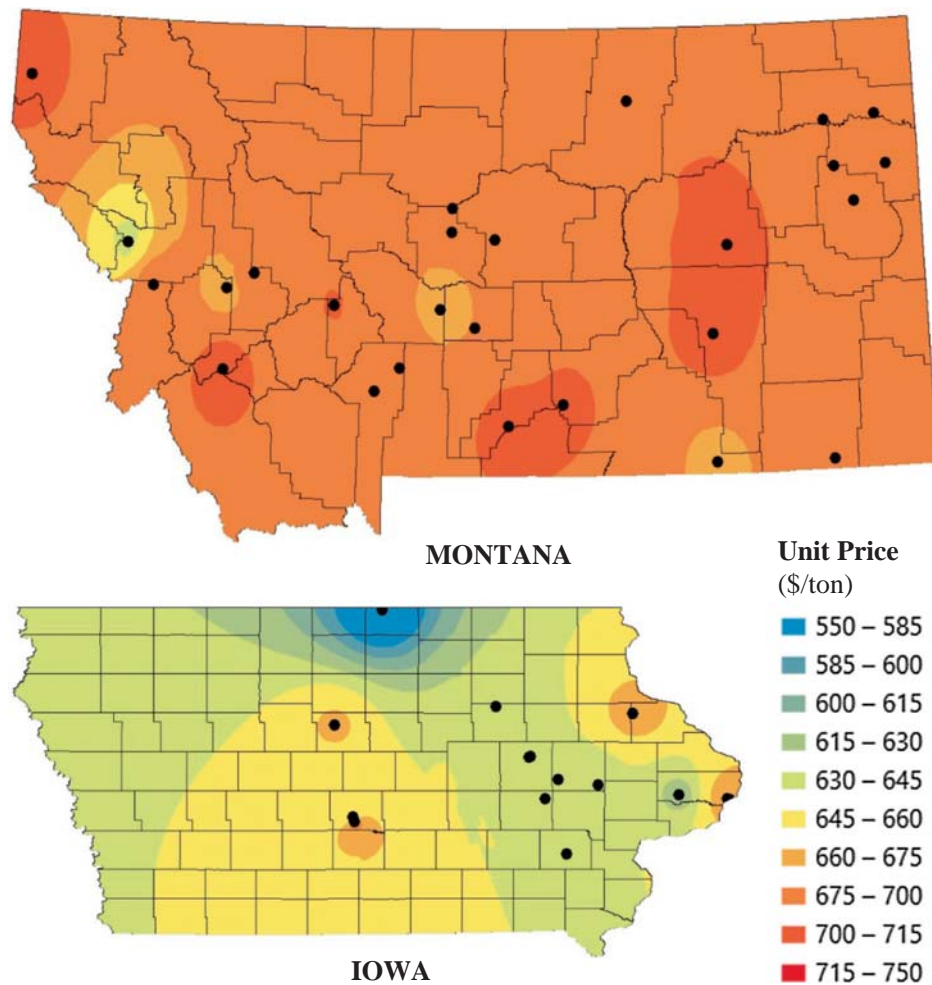 MONTANA
IOWA
Unit Price
($/ton)
550 – 585
585 – 600
600 – 615
615 – 630
630 – 645
645 – 660
660 – 675
675 – 700
700 – 715
715 – 750